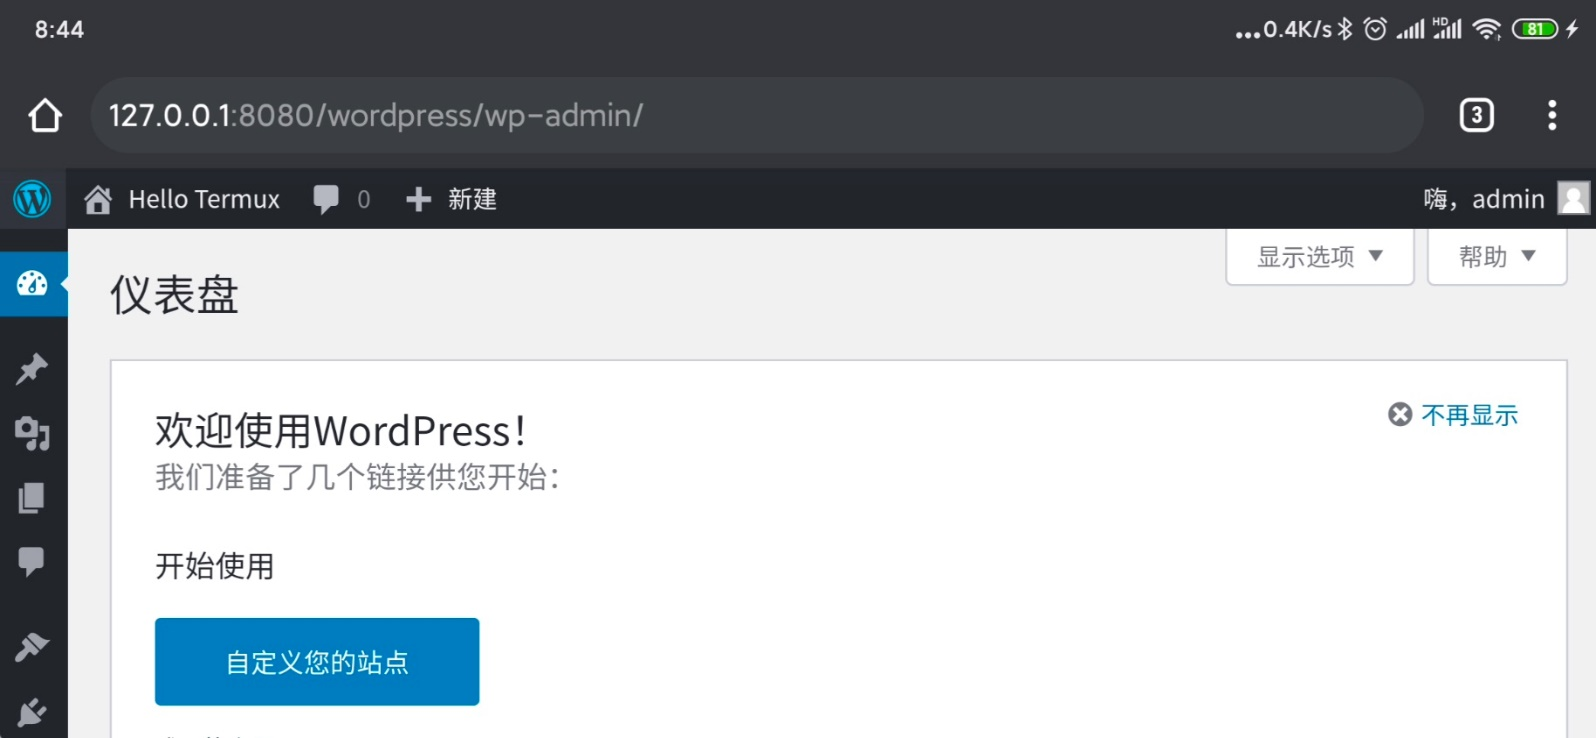 8:44
...0.4K/s HD 81
127.0.0.1:8080/wordpress/wp-admin/
3
Hello Termux 0 新建 嗨，admin
显示选项 帮助
仪表盘
欢迎使用WordPress！
不再显示
我们准备了几个链接供您开始：
开始使用
自定义您的站点